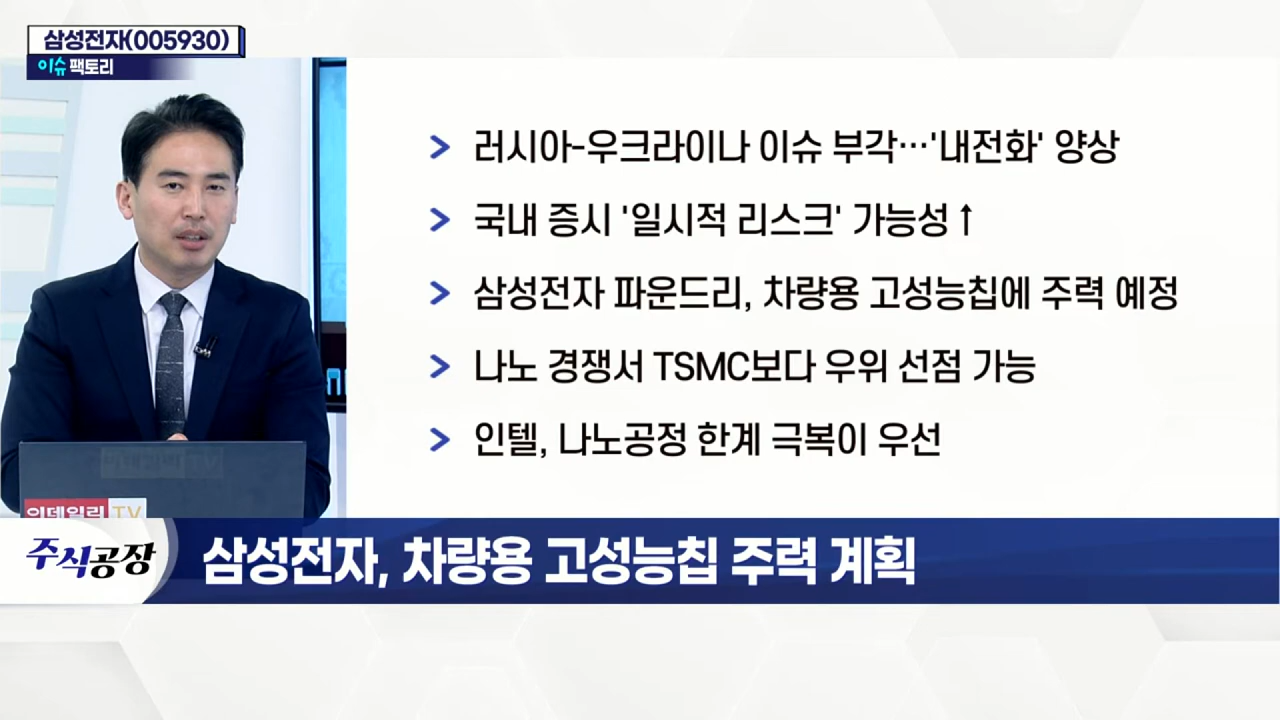 삼성전자(005930)
이슈 팩토리
러시아-우크라이나 이슈 부각…'내전화' 양상
국내 증시 '일시적 리스크' 가능성↑
삼성전자 파운드리, 차량용 고성능칩에 주력 예정
나노 경쟁서 TSMC보다 우위 선점 가능
인텔, 나노공정 한계 극복이 우선
이데일리 TV
주식공장
삼성전자, 차량용 고성능칩 주력 계획